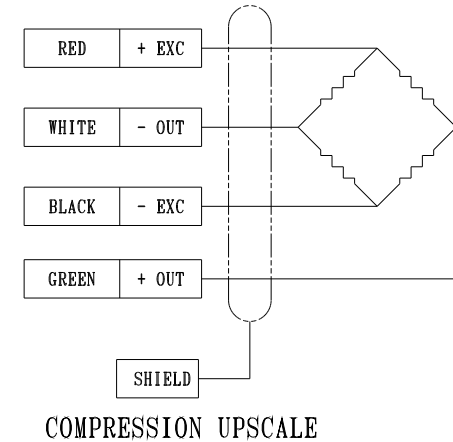 RED + EXC
WHITE - OUT
BLACK - EXC
GREEN + OUT
SHIELD
COMPRESSION UPSCALE